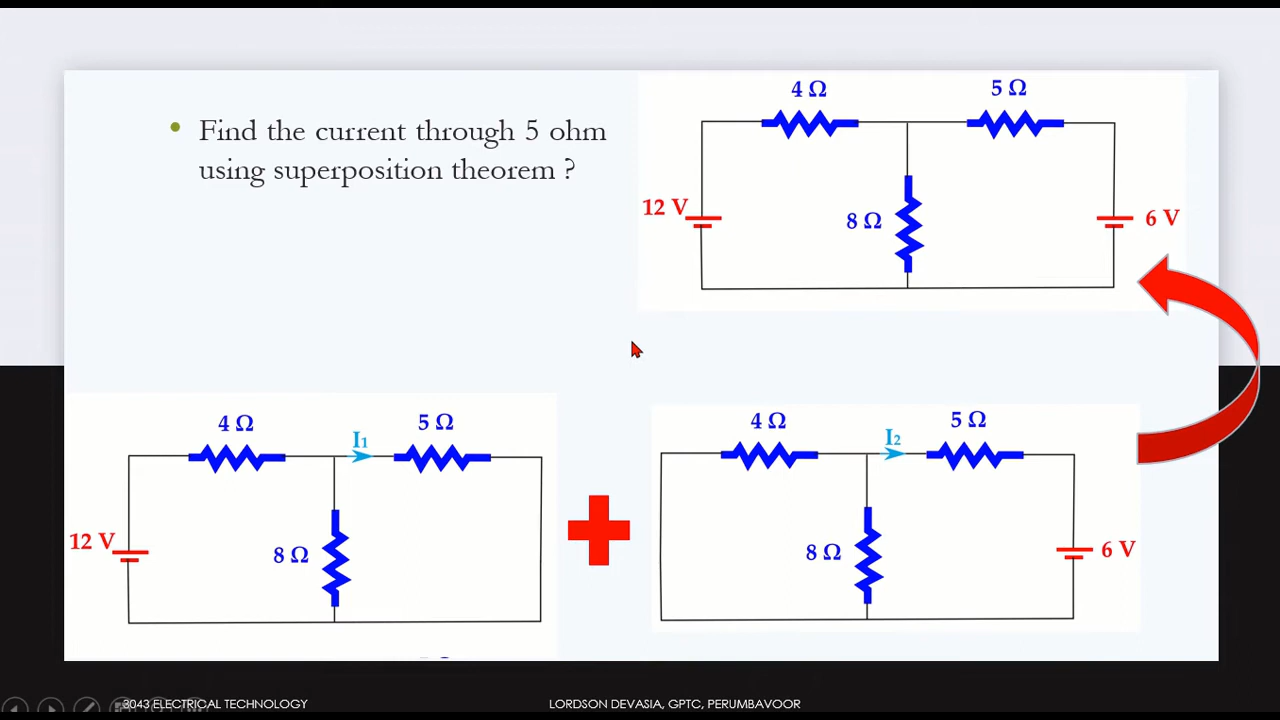 Find the current through 5 ohm
using superposition theorem ?
4 Ω
5 Ω
12 V
8 Ω
6 V
4 Ω
5 Ω
I1
12 V
8 Ω
4 Ω
5 Ω
I2
8 Ω
6 V
3043 ELECTRICAL TECHNOLOGY
LORDSON DEVASIA, GPTC, PERUMBAVOOR